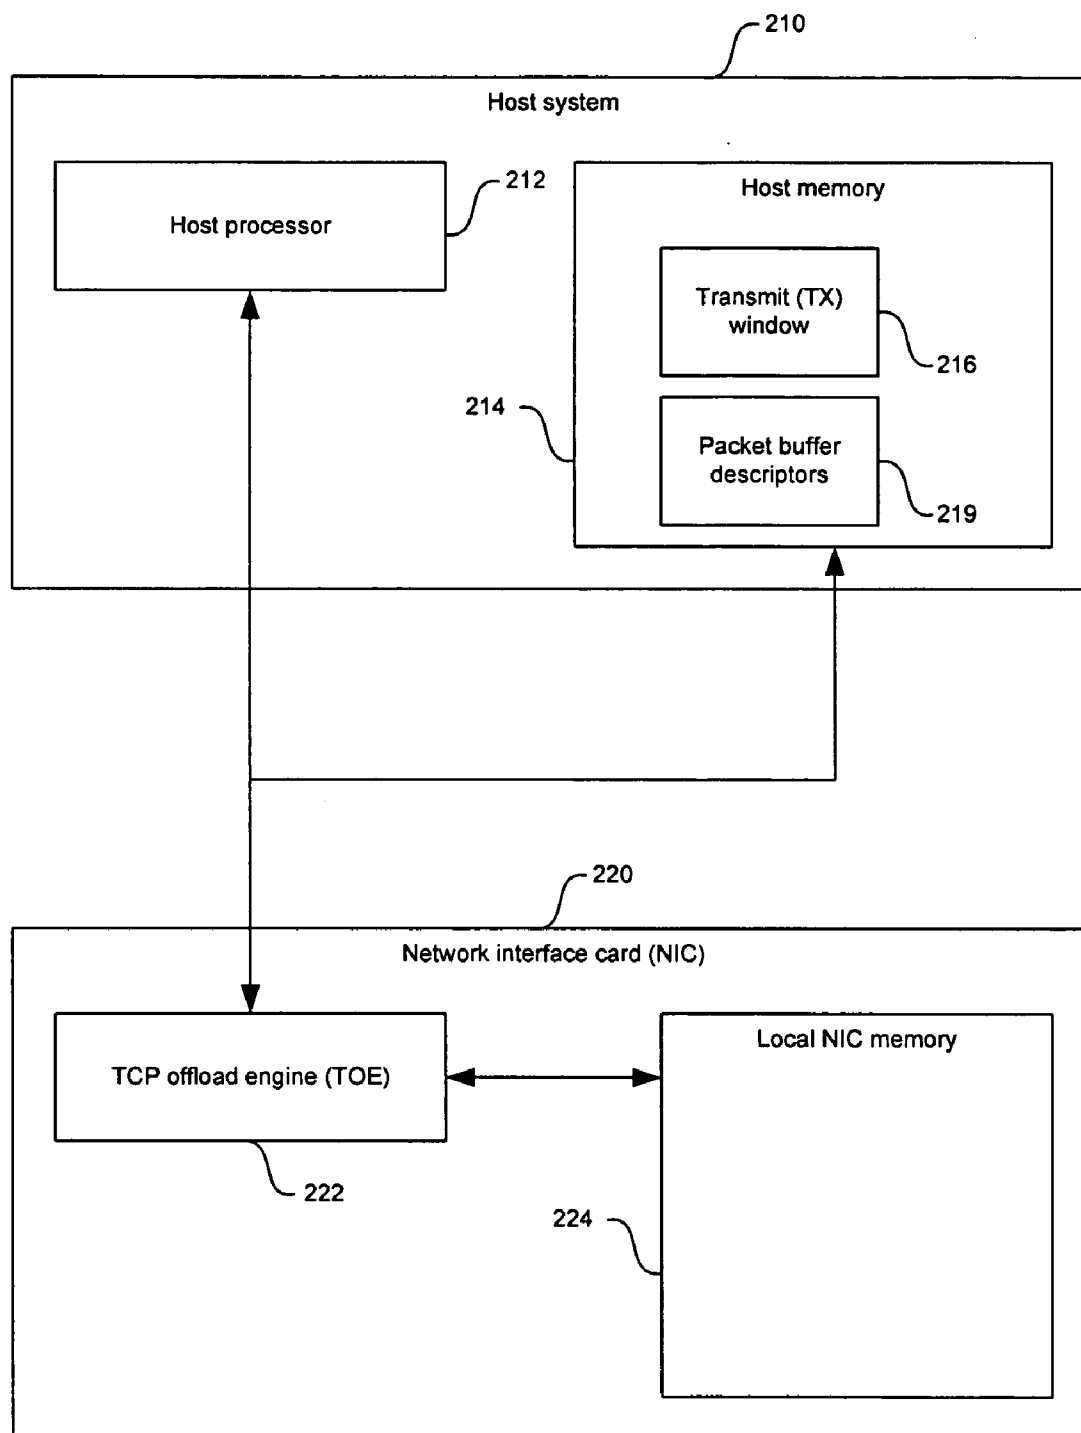 210
Host system
Host processor
212
Host memory
Transmit (TX)
window
216
214
Packet buffer
descriptors
219
220
Network interface card (NIC)
TCP offload engine (TOE)
222
Local NIC memory
224